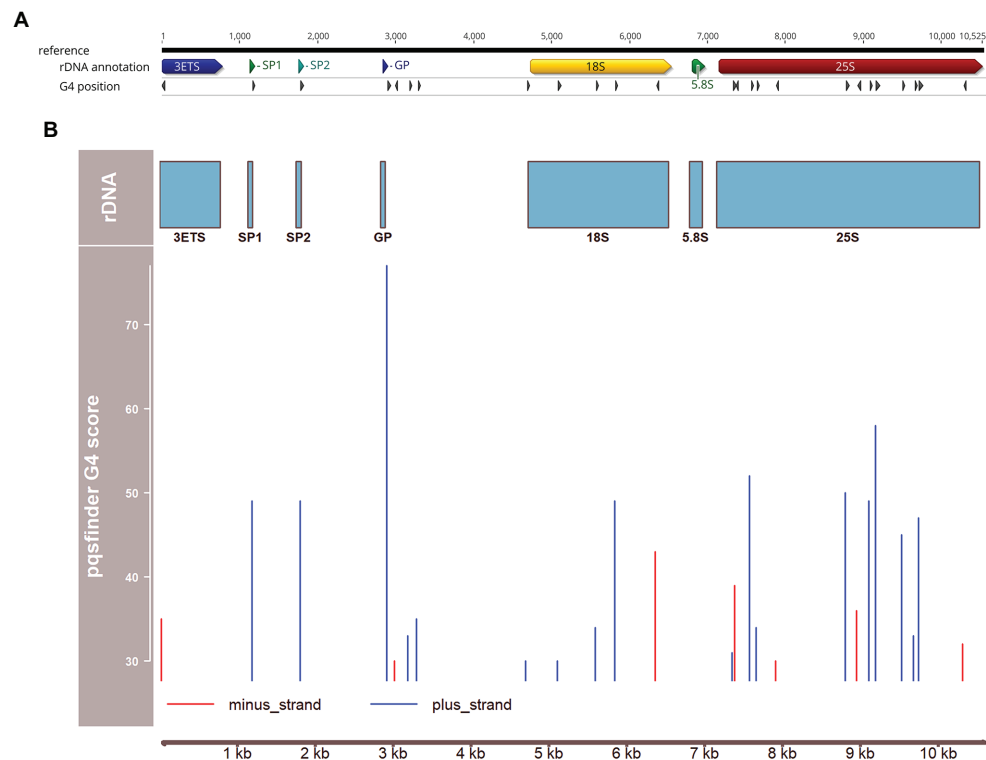 A
1 1,000 2,000 3,000 4,000 5,000 6,000 7,000 8,000 9,000 10,000 10,525
reference
rDNA annotation 3ETS SP1 SP2 GP 18S 25S
G4 position 5.8S
B
rDNA
3ETS SP1 SP2 GP 18S 5.8S 25S
pqsfinder G4 score
70
60
50
40
30
minus_strand plus_strand
1 kb 2 kb 3 kb 4 kb 5 kb 6 kb 7 kb 8 kb 9 kb 10 kb